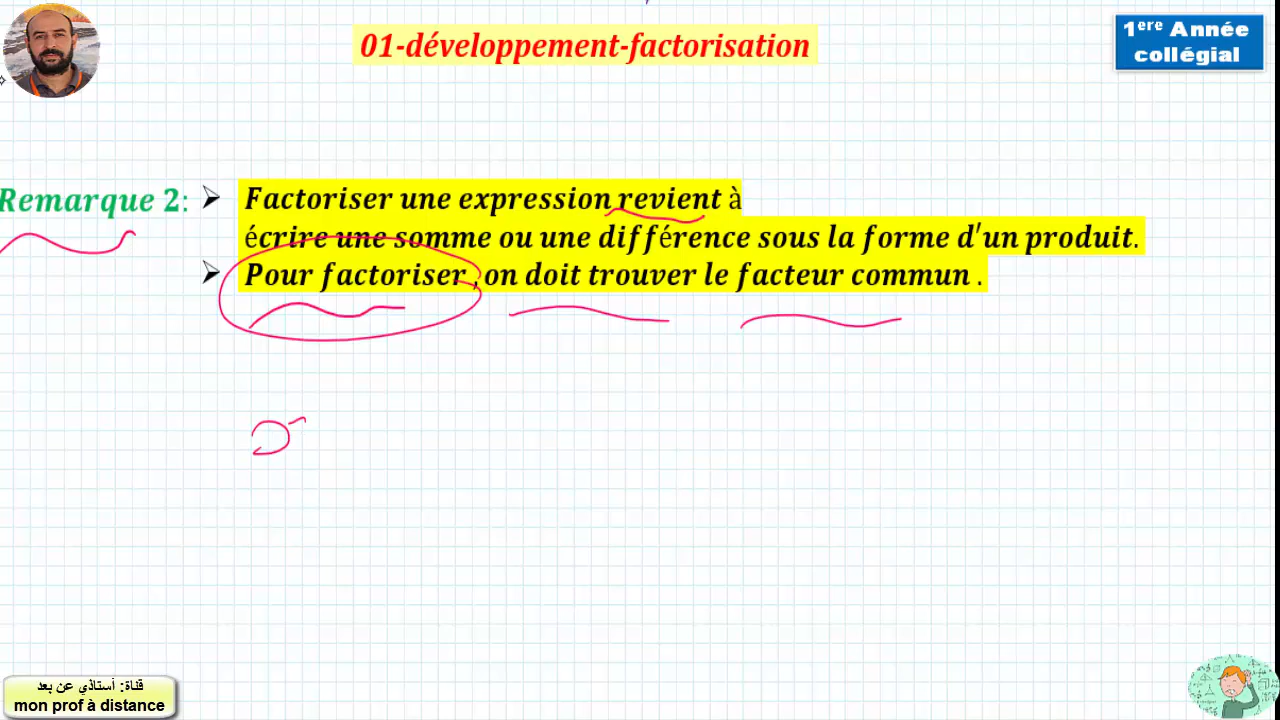 01-développement-factorisation
1ere Année
collégial
Remarque 2: ➢ Factoriser une expression revient à
écrire une somme ou une différence sous la forme d'un produit.
➢ Pour factoriser , on doit trouver le facteur commun .
قناة: أستاذي عن بعد
mon prof à distance